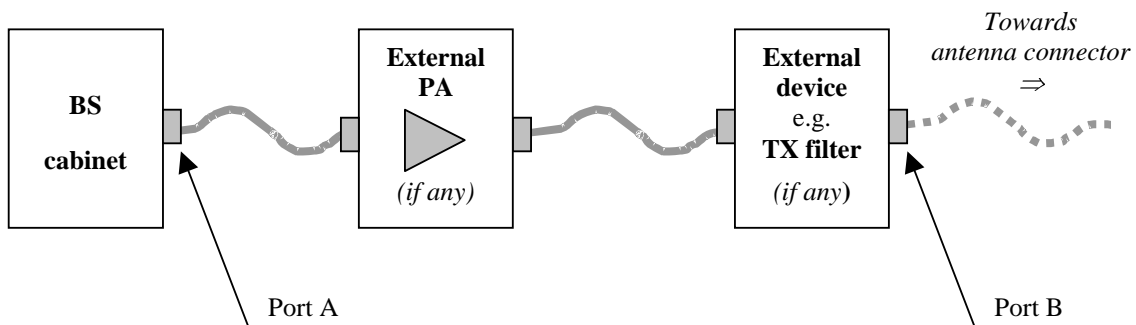 BS
cabinet
External
PA
(if any)
External
device
e.g.
TX filter
(if any)
Towards
antenna connector
⇒
Port A
Port B